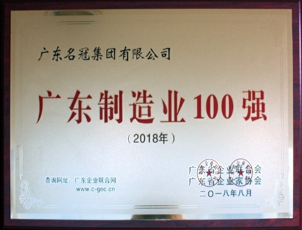 广东名冠集团有限公司
广东制造业100强
(2018年)
查询网址：广东企业联合网
www.c-gec.cn
广东省企业联合会
广东省企业家协会
二〇一八年八月